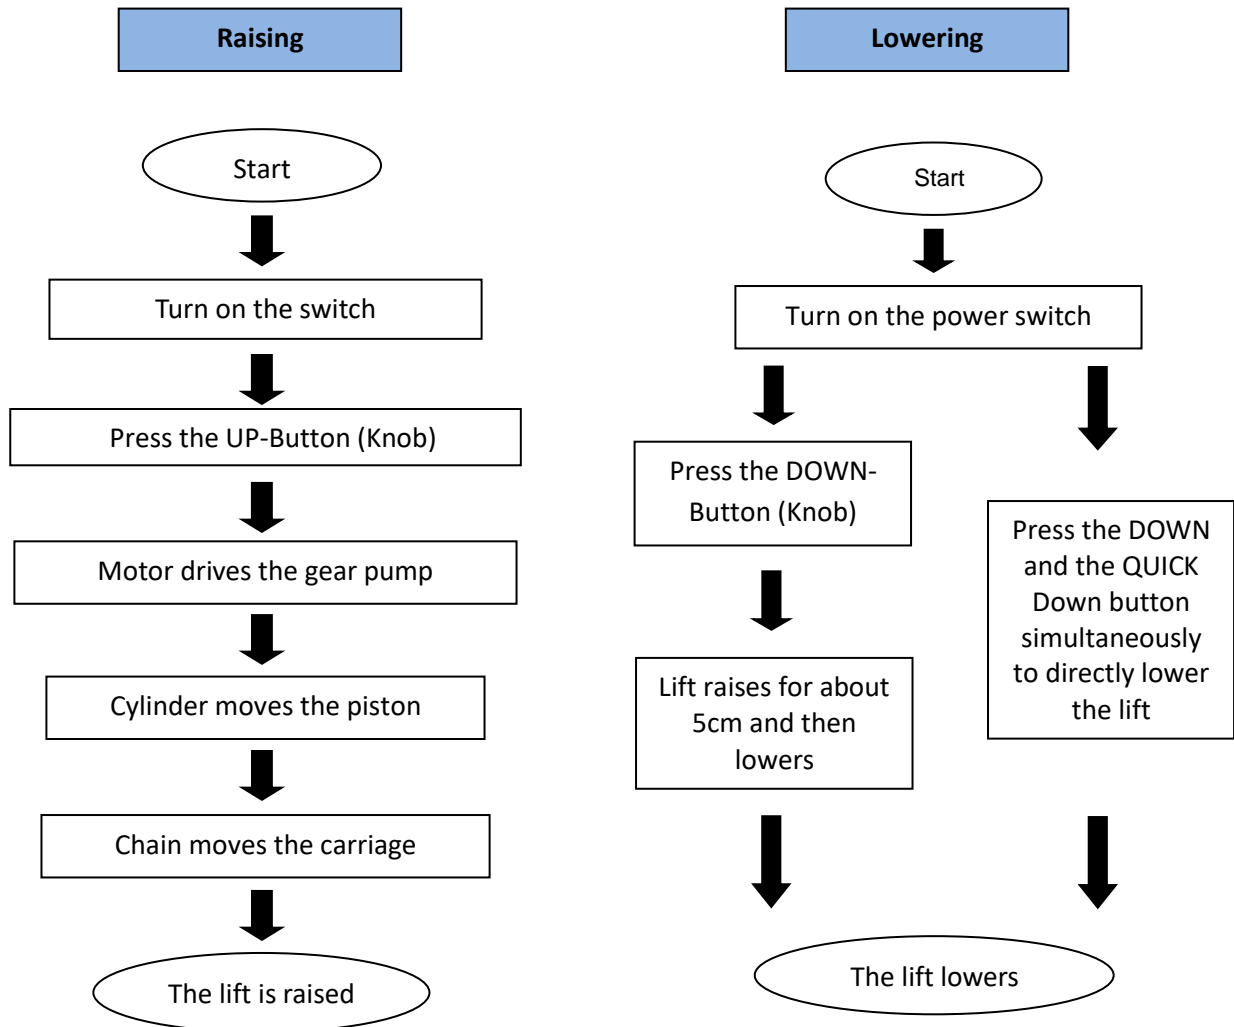 Raising
Start
Turn on the switch
Press the UP-Button (Knob)
Motor drives the gear pump
Cylinder moves the piston
Chain moves the carriage
The lift is raised
Lowering
Start
Turn on the power switch
Press the DOWN-
Button (Knob)
Lift raises for about
5cm and then
lowers
Press the DOWN
and the QUICK
Down button
simultaneously
to directly lower
the lift
The lift lowers